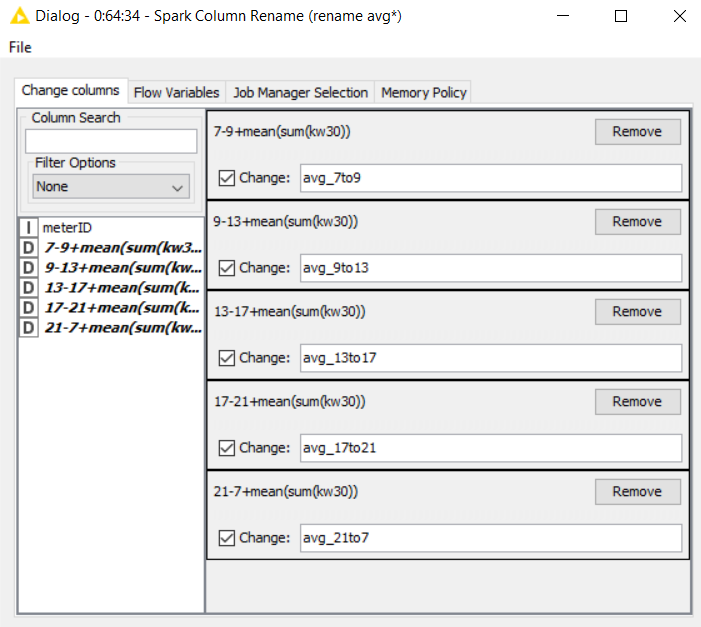 Dialog - 0:64:34 - Spark Column Rename (rename avg*)
File
Change columns Flow Variables Job Manager Selection Memory Policy
Column Search
Filter Options
None
I meterID
D 7-9+mean(sum(kw3...
D 9-13+mean(sum(kw...
D 13-17+mean(sum(k...
D 17-21+mean(sum(k...
D 21-7+mean(sum(kw...
7-9+mean(sum(kw30)) Remove
Change: avg_7to9
9-13+mean(sum(kw30)) Remove
Change: avg_9to13
13-17+mean(sum(kw30)) Remove
Change: avg_13to17
17-21+mean(sum(kw30)) Remove
Change: avg_17to21
21-7+mean(sum(kw30)) Remove
Change: avg_21to7